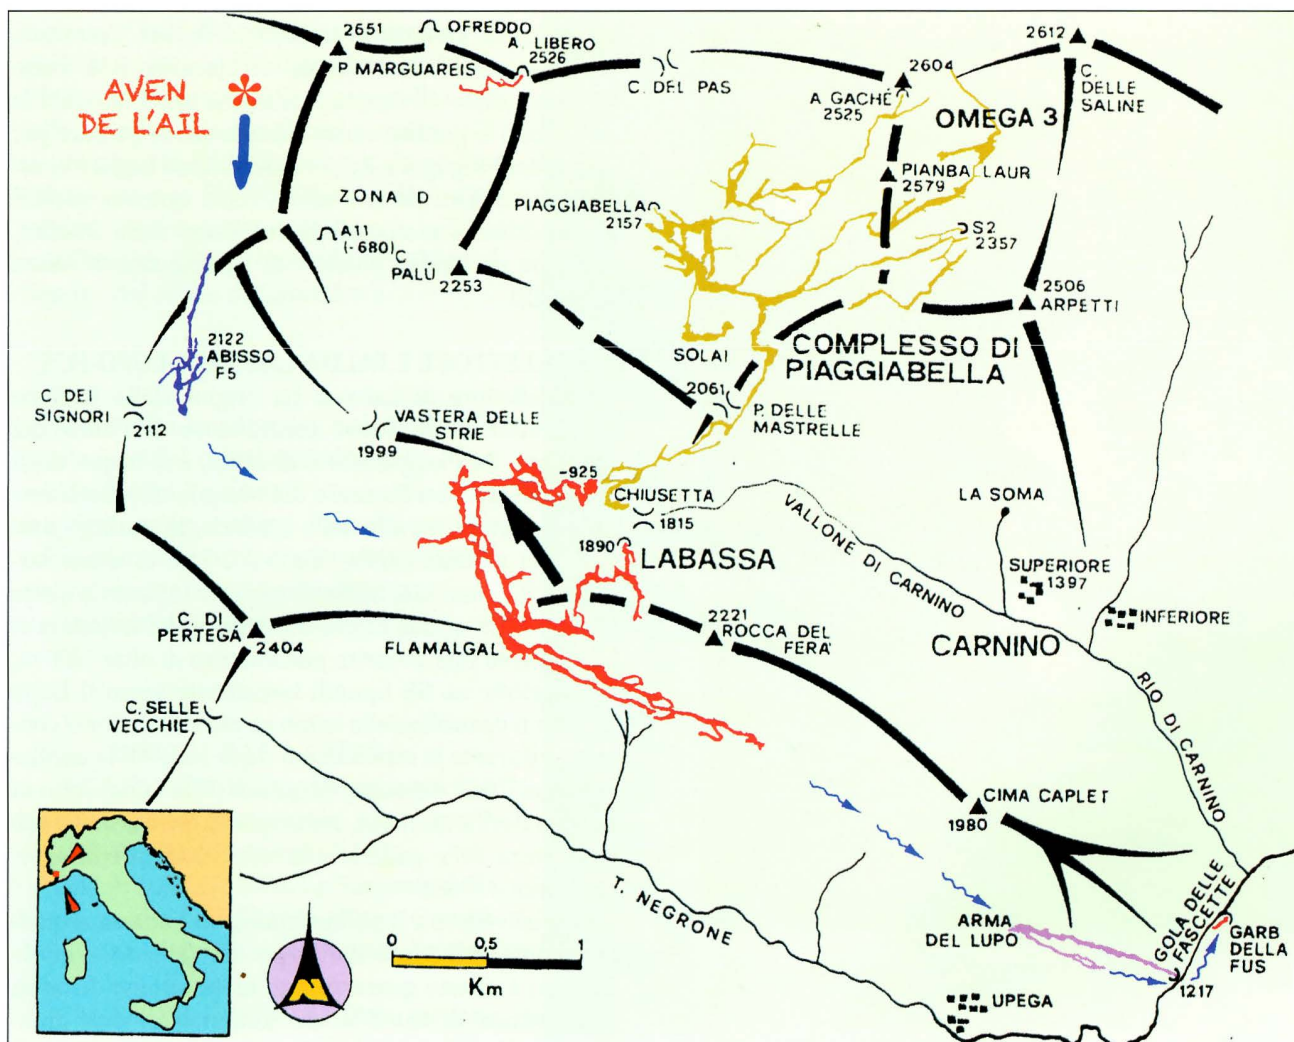 2651
OFREDDO
A. LIBERO
2526
P. MARGUAREIS
AVEN
DE L'AIL
C. DEL PAS
2604
A GACHÉ
2525
2612
C.
DELLE
SALINE
OMEGA 3
PIANBALLAUR
2579
ZONA D
PIAGGIABELLA
2157
S2
2357
A11
(-680)
C.
PALÙ
2253
2506
ARPETTI
2122
ABISSO
F5
SOLAI
COMPLESSO DI
PIAGGIABELLA
C. DEI
SIGNORI
2112
2061
P. DELLE
MASTRELLE
VASTERA DELLE
STRIE
1999
-925
CHIUSETTA
1815
LA SOMA
VALLONE DI CARNINO
1890
LABASSA
SUPERIORE
1397
INFERIORE
C. DI
PERTEGÁ
2404
FLAMALGAL
2221
ROCCA DEL
FERA'
CARNINO
RIO DI CARNINO
C. SELLE
VECCHIE
CIMA CAPLET
1980
T. NEGRONE
ARMA
DEL LUPO
GOLA DELLE
FASCETTE
GARB
DELLA
FUS
1217
UPEGA
0
0,5
1
Km
N